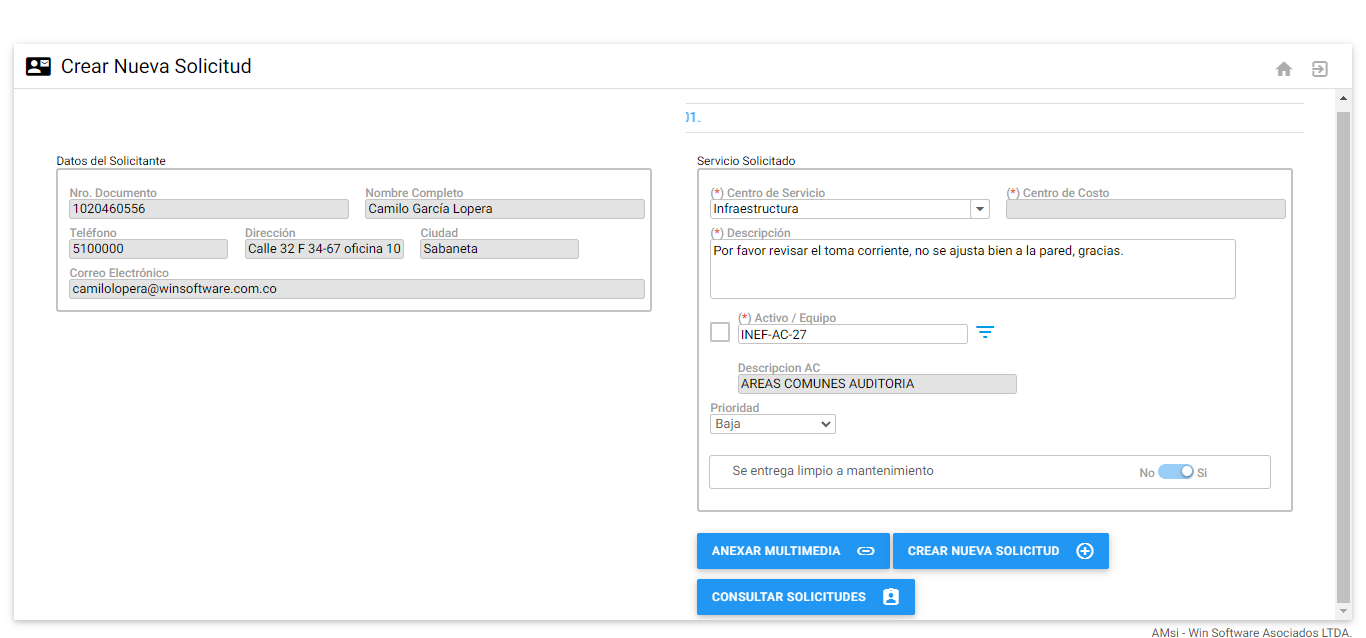 Crear Nueva Solicitud
01.
Datos del Solicitante
Nro. Documento Nombre Completo
1020460556 Camilo García Lopera
Teléfono Dirección Ciudad
5100000 Calle 32 F 34-67 oficina 10 Sabaneta
Correo Electrónico
camilolopera@winsoftware.com.co
Servicio Solicitado
(*) Centro de Servicio (*) Centro de Costo
Infraestructura
(*) Descripción
Por favor revisar el toma corriente, no se ajusta bien a la pared, gracias.
(*) Activo / Equipo
INEF-AC-27
Descripcion AC
AREAS COMUNES AUDITORIA
Prioridad
Baja
Se entrega limpio a mantenimiento No Si
ANEXAR MULTIMEDIA CREAR NUEVA SOLICITUD
CONSULTAR SOLICITUDES
AMsi - Win Software Asociados LTDA.